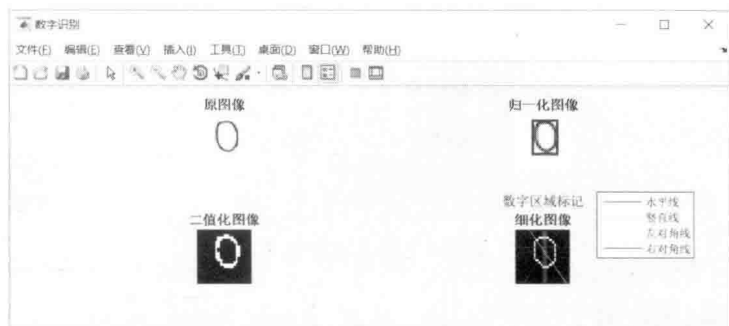 数字识别
文件(F) 编辑(E) 查看(V) 插入(I) 工具(T) 桌面(D) 窗口(W) 帮助(H)
原图像
归一化图像
二值化图像
数字区域标记
细化图像
水平线
竖直线
左对角线
右对角线